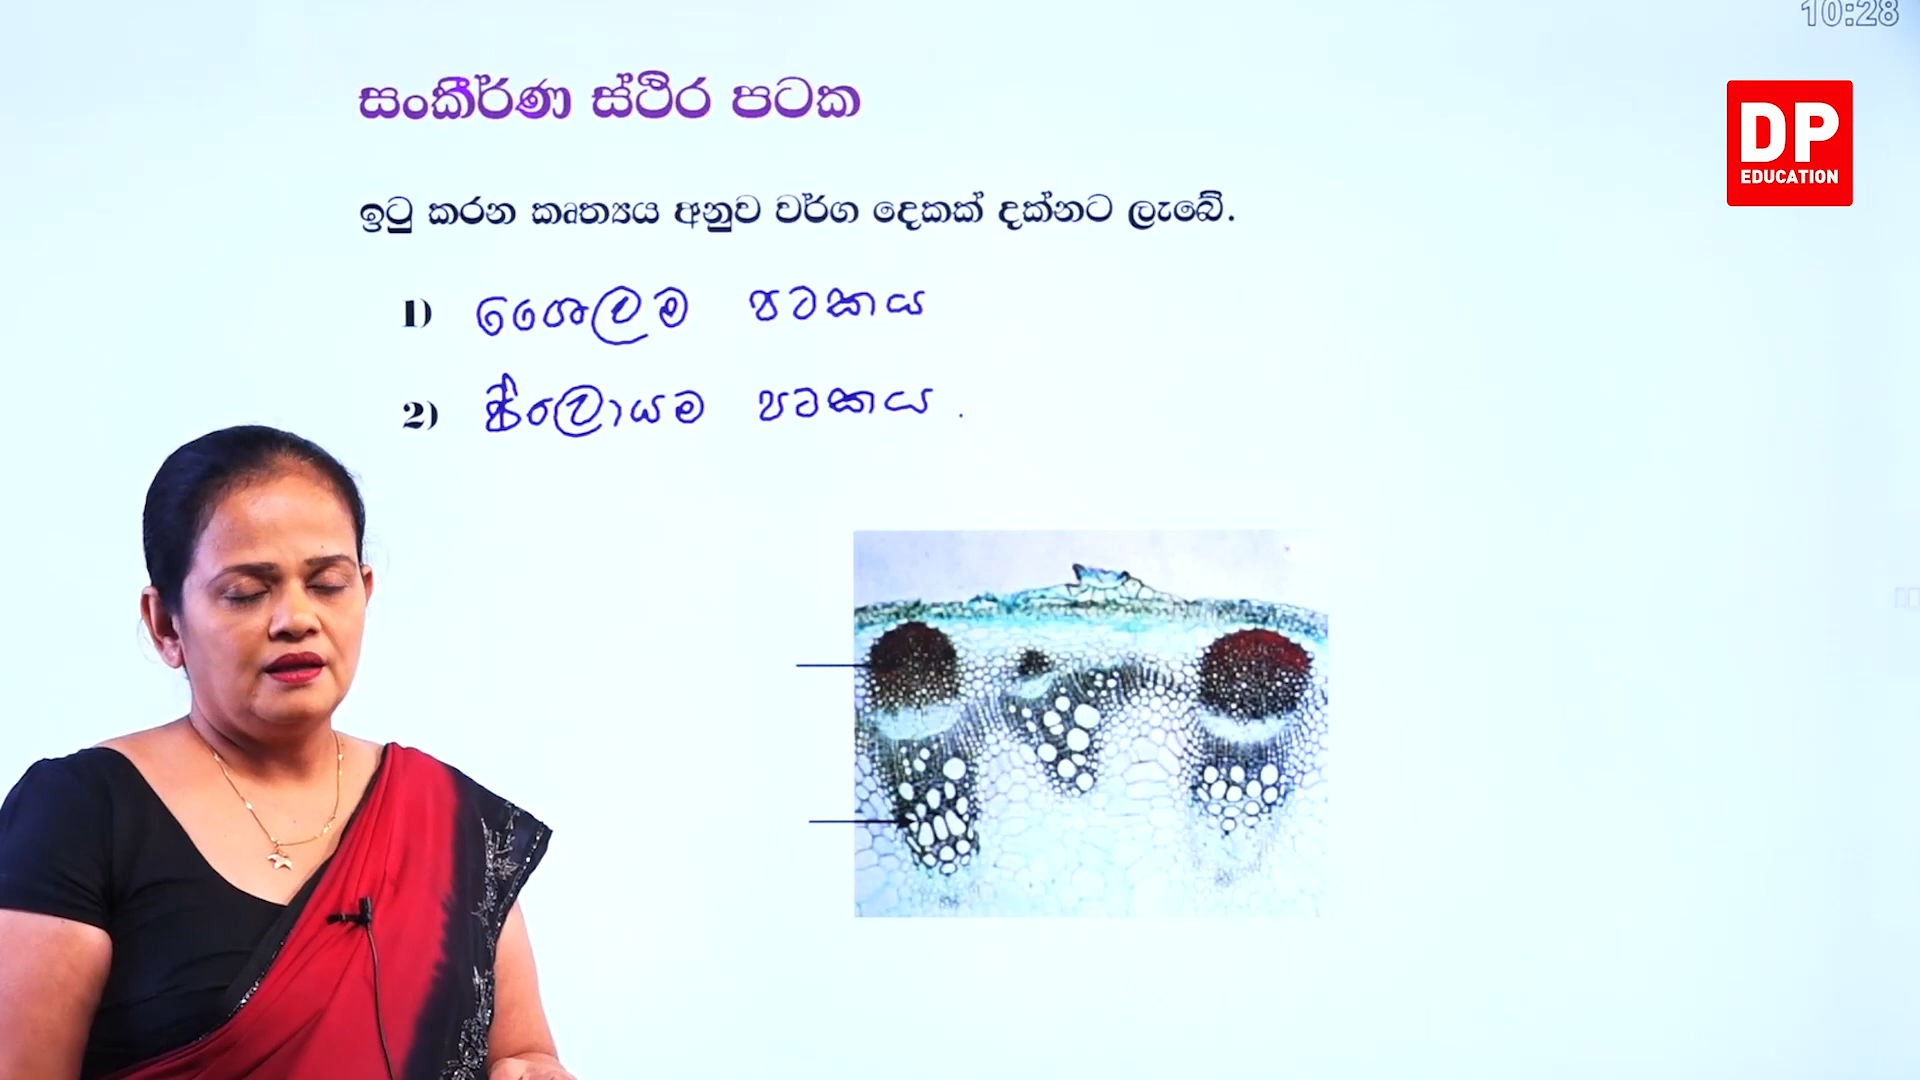 10:28
සංකීර්ණ ස්ථිර පටක
DP
EDUCATION
ඉටු කරන කෘත්‍යය අනුව වර්ග දෙකක් දක්නට ලැබේ.
1) ශෛලම පටකය
2) ප්ලෝයම පටකය.